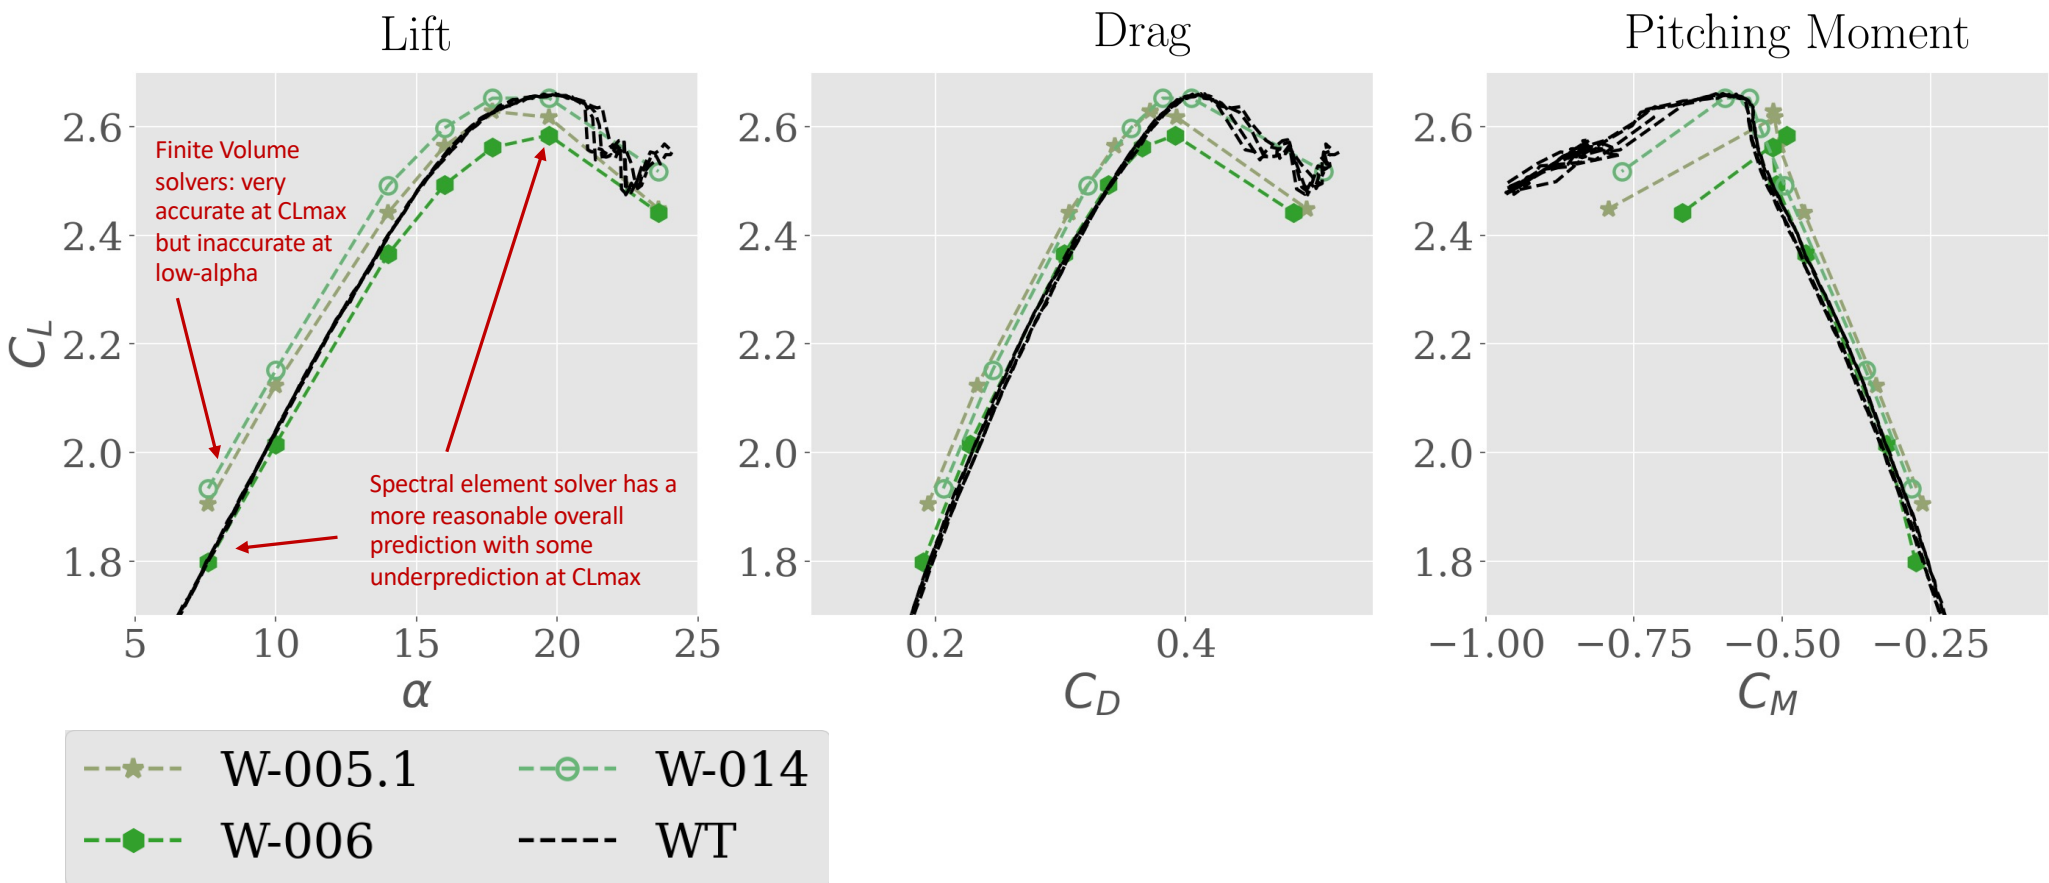 Lift
Drag
Pitching Moment
C_L
2.6
2.4
2.2
2.0
1.8
5
10
15
20
25
α
Finite Volume
solvers: very
accurate at CLmax
but inaccurate at
low-alpha
Spectral element solver has a
more reasonable overall
prediction with some
underprediction at CLmax
2.6
2.4
2.2
2.0
1.8
0.2
0.4
C_D
2.6
2.4
2.2
2.0
1.8
−1.00
−0.75
−0.50
−0.25
C_M
W-005.1
W-014
W-006
WT